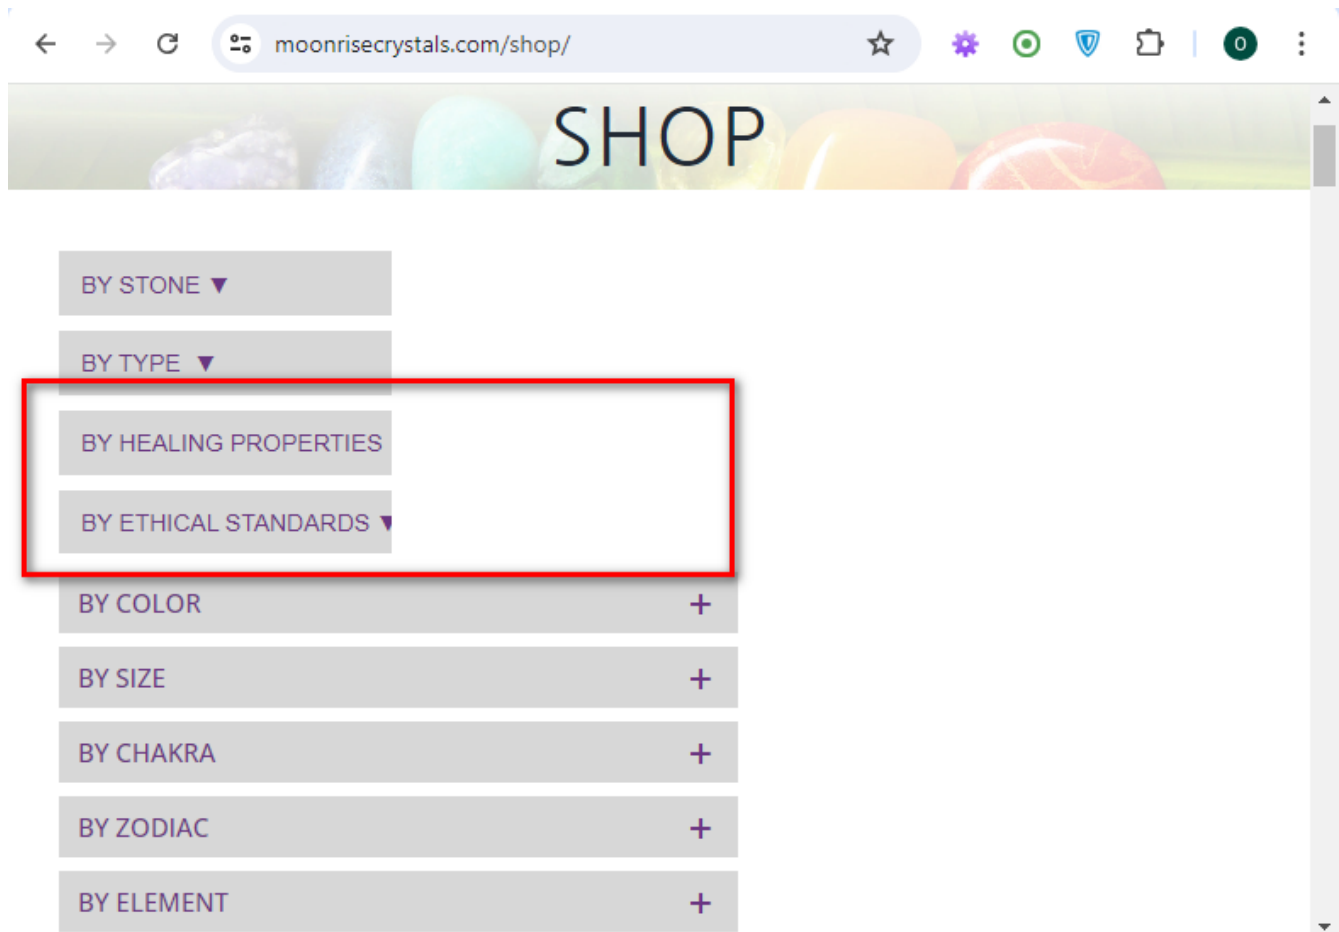 moonrisecrystals.com/shop/
O
SHOP
BY STONE ▼
BY TYPE ▼
BY HEALING PROPERTIES
BY ETHICAL STANDARDS ▼
BY COLOR +
BY SIZE +
BY CHAKRA +
BY ZODIAC +
BY ELEMENT +